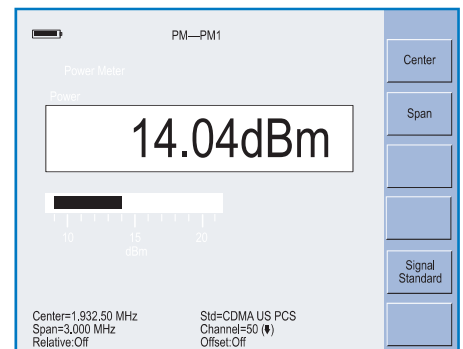 PM—PM1
Power Meter
Power
14.04dBm
10 15 20
dBm
Center=1,932.50 MHz
Span=3.000 MHz
Relative:Off
Std=CDMA US PCS
Channel=50 (⬇)
Offset:Off
Center
Span
Signal
Standard